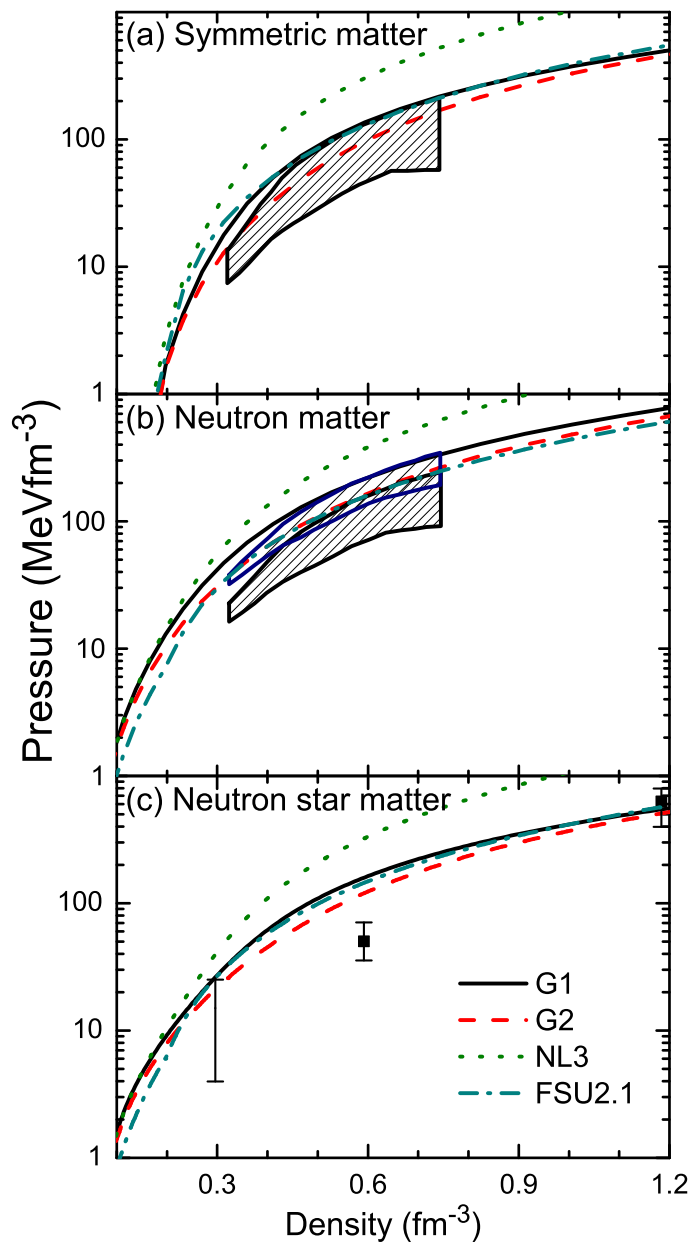 (a) Symmetric matter
100
10
1
(b) Neutron matter
100
10
1
(c) Neutron star matter
100
10
1
G1
G2
NL3
FSU2.1
0.3 0.6 0.9 1.2
Density (fm⁻³)
Pressure (MeVfm⁻³)